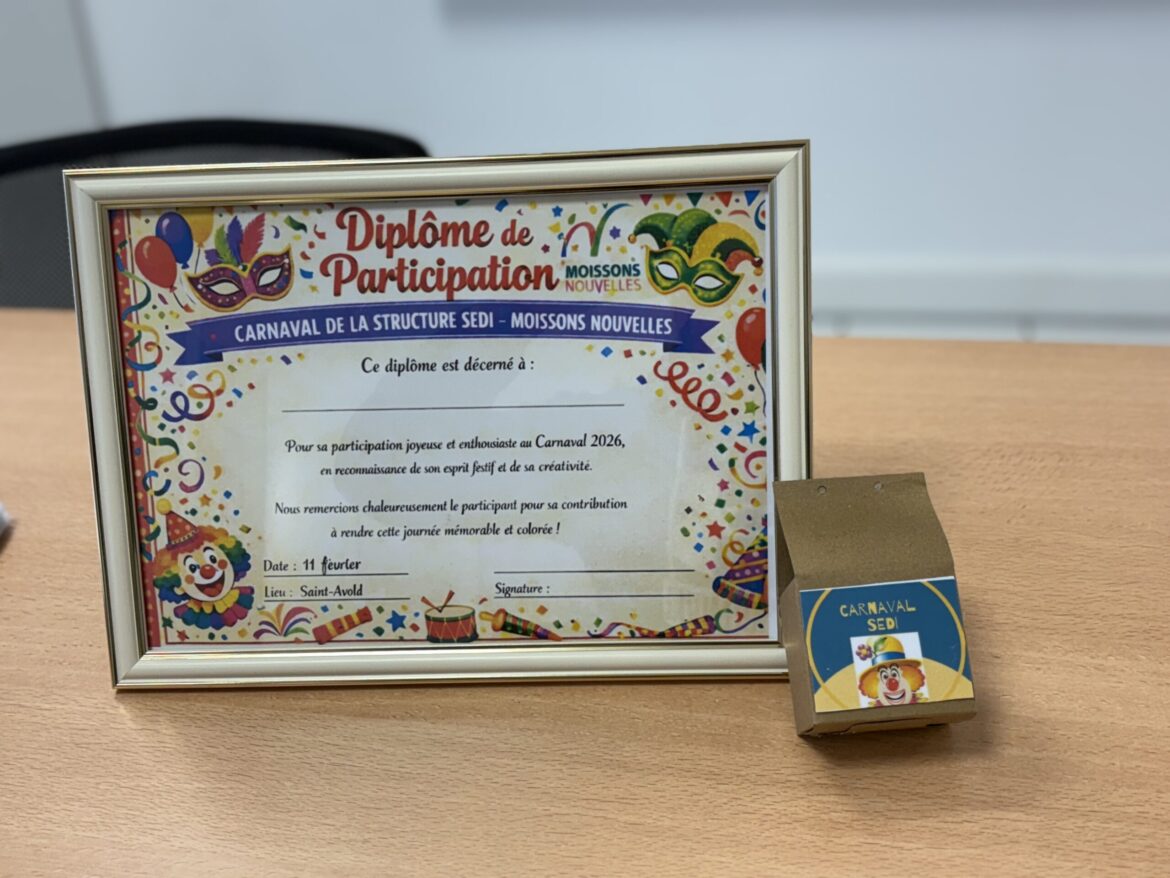 Diplôme de
Participation
MOISSONS
NOUVELLES
CARNAVAL DE LA STRUCTURE SEDI - MOISSONS NOUVELLES
Ce diplôme est décerné à :
Pour sa participation joyeuse et enthousiaste au Carnaval 2026,
en reconnaissance de son esprit festif et de sa créativité.
Nous remercions chaleureusement le participant pour sa contribution
à rendre cette journée mémorable et colorée !
Date : 11 février
Lieu : Saint-Avold
Signature :
CARNAVAL
SEDI